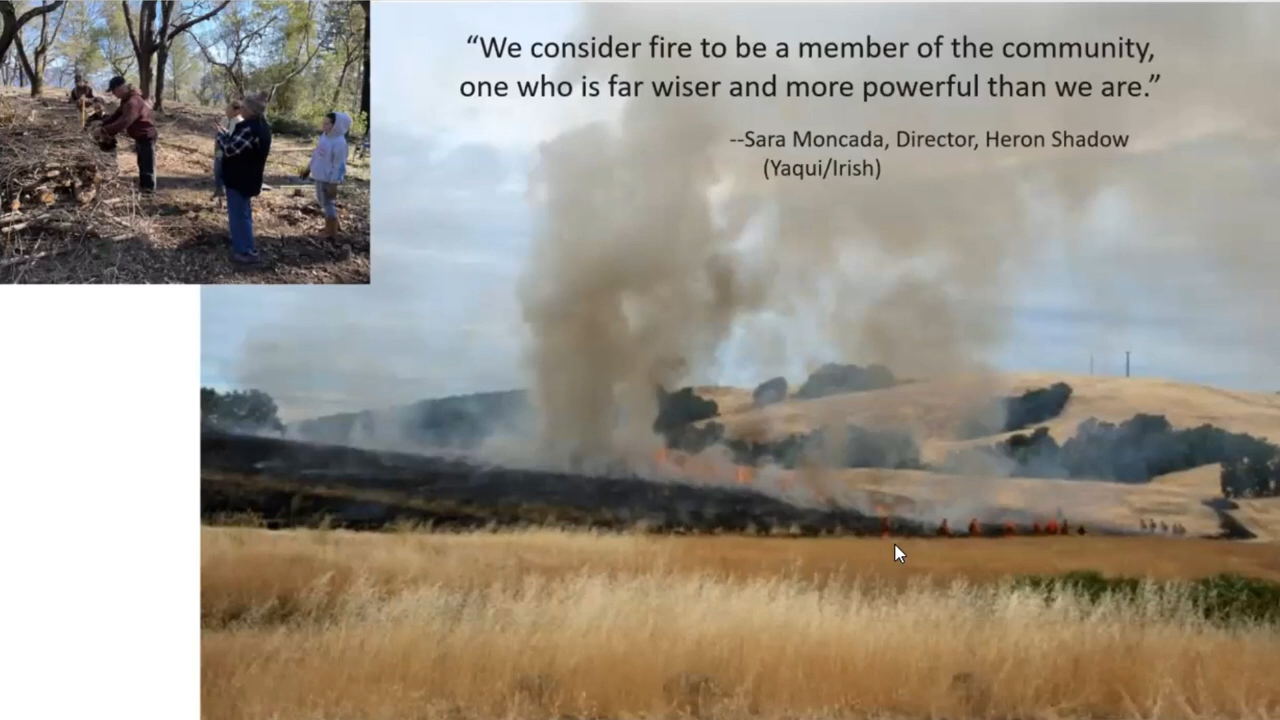 “We consider fire to be a member of the community,
one who is far wiser and more powerful than we are.”
--Sara Moncada, Director, Heron Shadow
(Yaqui/Irish)